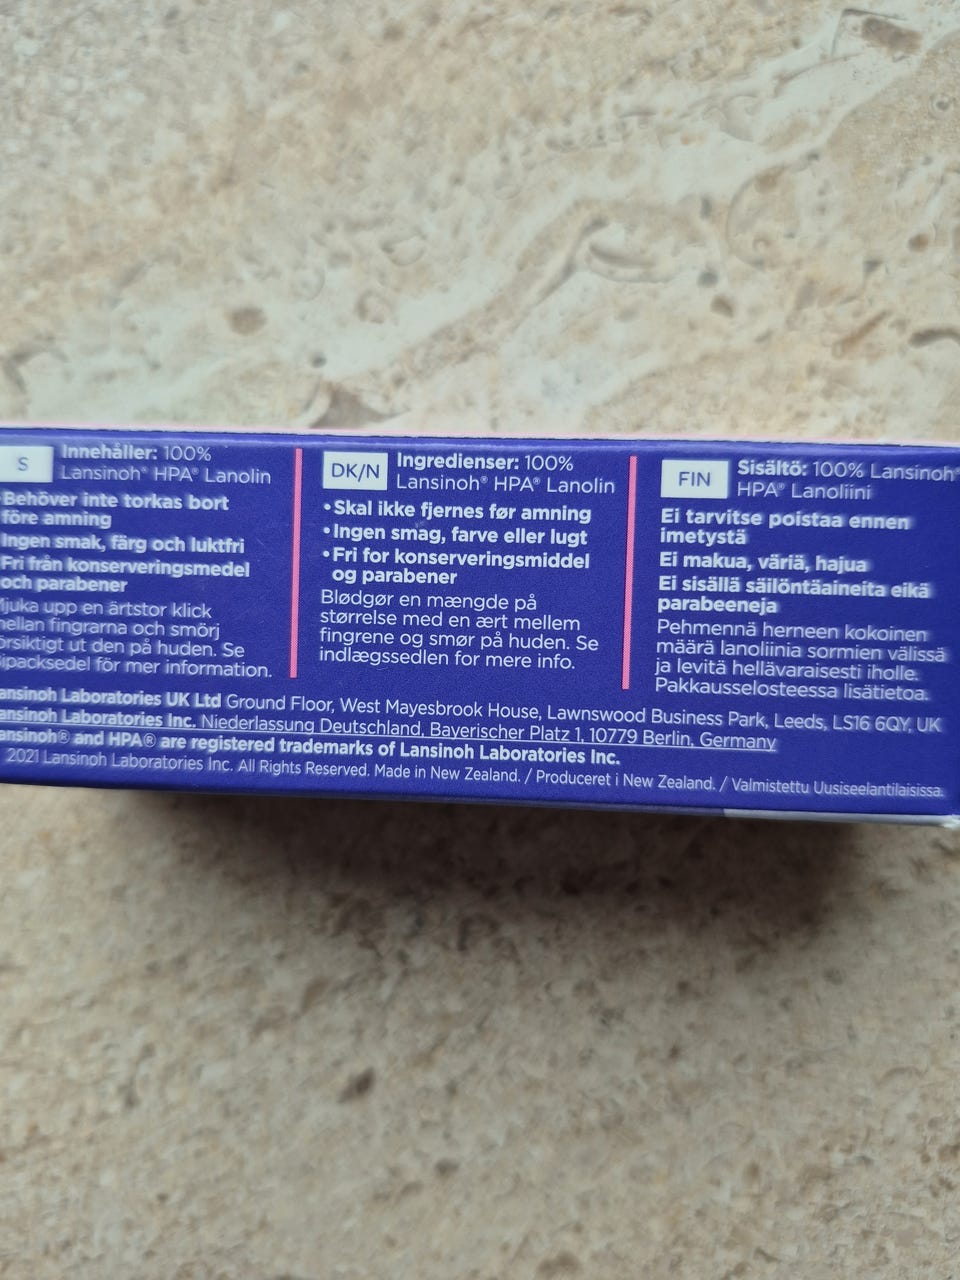 S
Innehåller: 100%
Lansinoh® HPA® Lanolin
Behöver inte torkas bort
före amning
Ingen smak, färg och luktfri
Fri från konserveringsmedel
och parabener
upp en ärtstor klick
fingrarna och smörj
ut den på huden. Se
för mer information.
DK/N
Ingredienser: 100%
Lansinoh® HPA® Lanolin
• Skal ikke fjernes før amning
• Ingen smag, farve eller lugt
• Fri for konserveringsmiddel
og parabener
Blødgør en mængde på
størrelse med en ært mellem
fingrene og smør på huden. Se
indlægssedlen for mere info.
FIN
Sisältö: 100% Lansinoh®
HPA® Lanoliini
Ei tarvitse poistaa ennen
imetystä
Ei makua, väriä, hajua
Ei sisällä säilöntäaineita eikä
parabeeneja
Pehmennä herneen kokoinen
määrä lanoliinia sormien välissä
ja levitä hellävaraisesti iholle.
Pakkausselosteessa lisätietoa.
Laboratories UK Ltd Ground Floor, West Mayesbrook House, Lawnswood Business Park, Leeds, LS16 6QY, UK
Laboratories Inc. Niederlassung Deutschland, Bayerischer Platz 1, 10779 Berlin, Germany
and HPA® are registered trademarks of Lansinoh Laboratories Inc.
2021 Lansinoh Laboratories Inc. All Rights Reserved. Made in New Zealand. / Produceret i New Zealand. / Valmistettu Uusiseelantilaisissa.